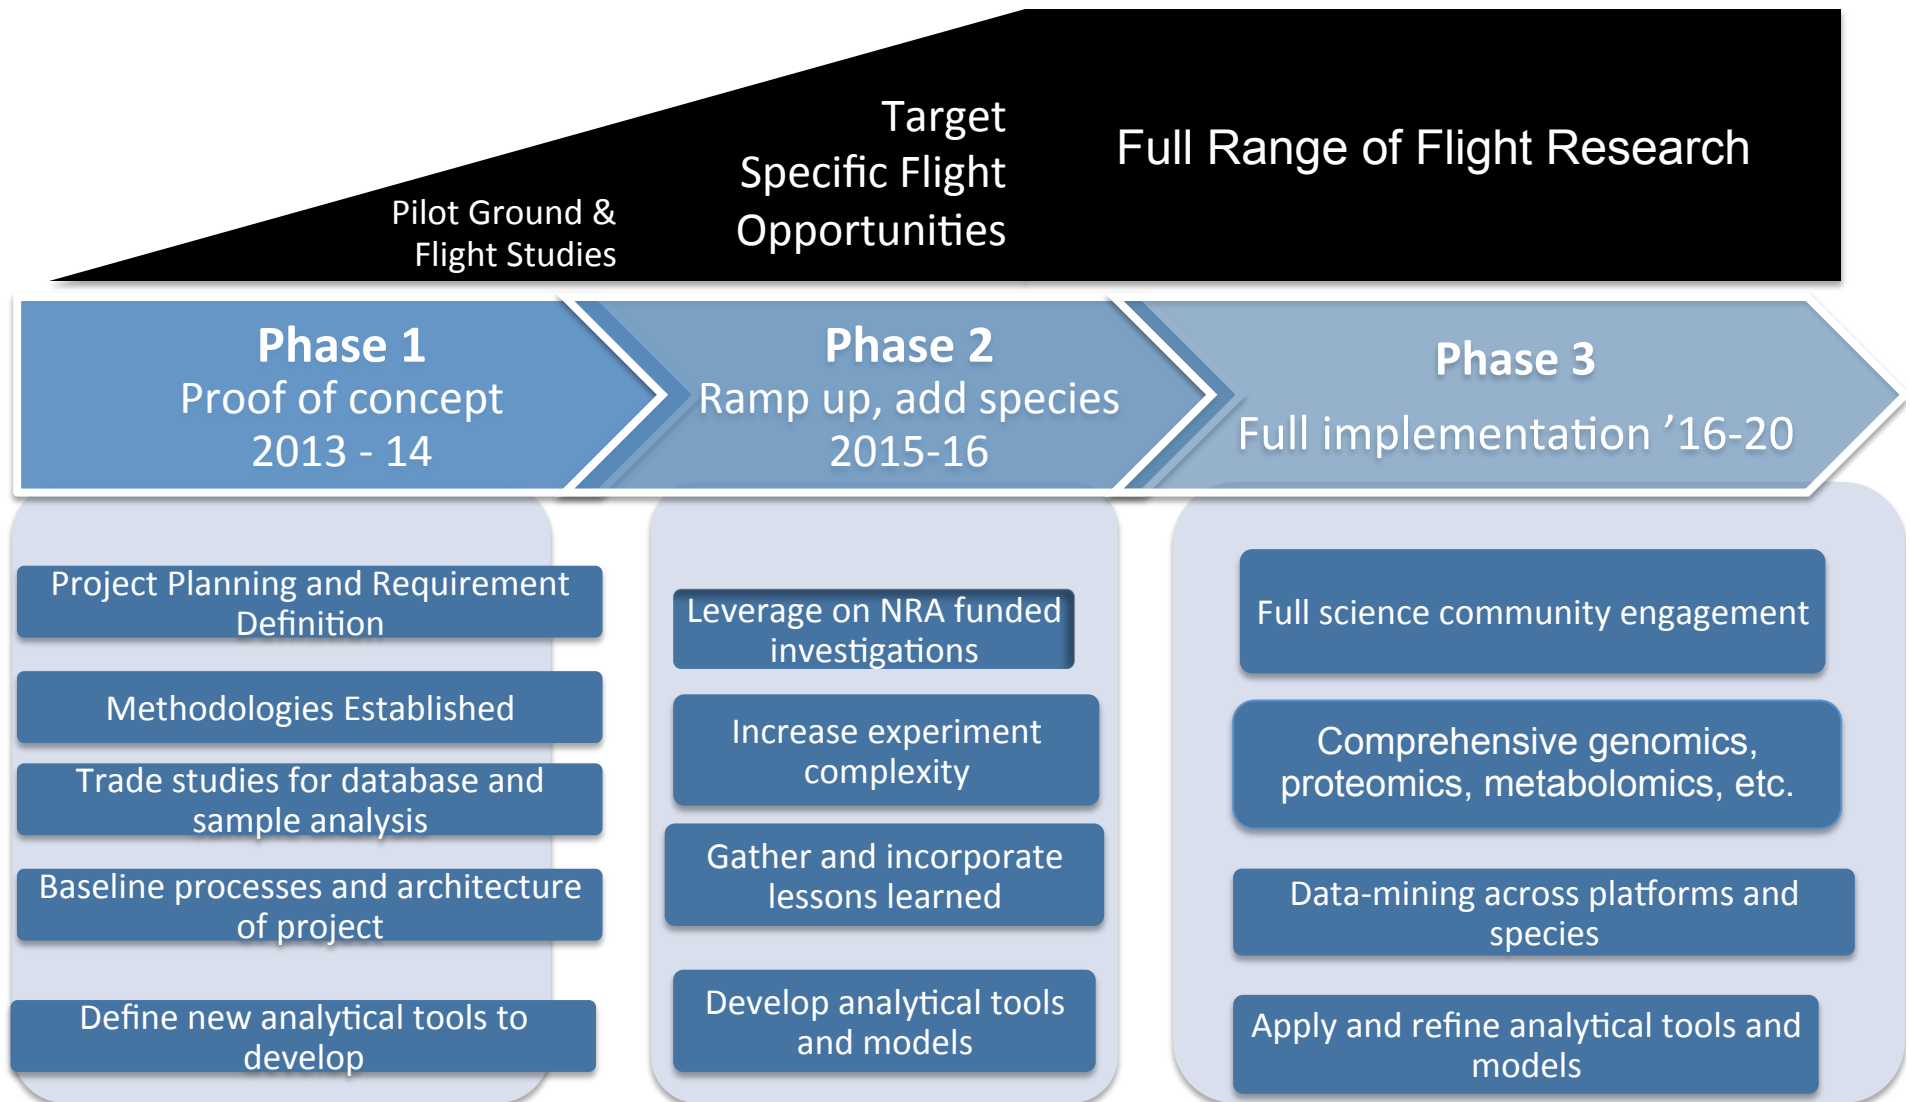 Target
Specific Flight
Opportunities
Full Range of Flight Research
Pilot Ground &
Flight Studies
Phase 1
Proof of concept
2013 - 14
Phase 2
Ramp up, add species
2015-16
Phase 3
Full implementation ’16-20
Project Planning and Requirement
Definition
Methodologies Established
Trade studies for database and
sample analysis
Baseline processes and architecture
of project
Define new analytical tools to
develop
Leverage on NRA funded
investigations
Increase experiment
complexity
Gather and incorporate
lessons learned
Develop analytical tools
and models
Full science community engagement
Comprehensive genomics,
proteomics, metabolomics, etc.
Data-mining across platforms and
species
Apply and refine analytical tools and
models